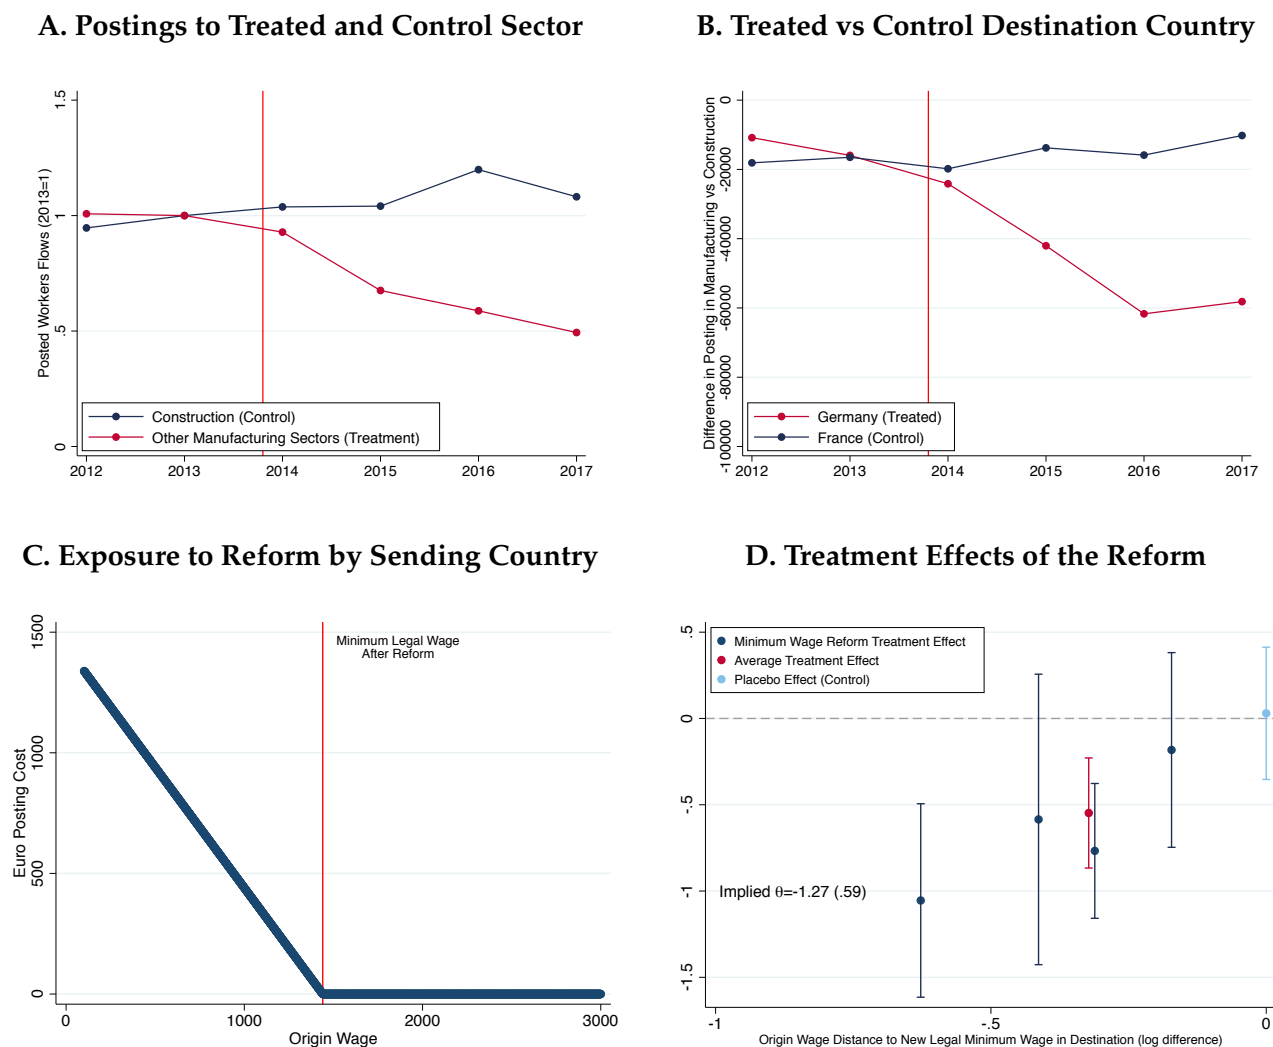 A. Postings to Treated and Control Sector
Posted Workers Flows (2013=1)
1.5
1
.5
0
Construction (Control)
Other Manufacturing Sectors (Treatment)
2012 2013 2014 2015 2016 2017
B. Treated vs Control Destination Country
Difference in Posting in Manufacturing vs Construction
0
-20000
-40000
-60000
-80000
-100000
Germany (Treated)
France (Control)
2012 2013 2014 2015 2016 2017
C. Exposure to Reform by Sending Country
Euro Posting Cost
1500
1000
500
0
Minimum Legal Wage
After Reform
0 1000 2000 3000
Origin Wage
D. Treatment Effects of the Reform
.5
0
-.5
-1
-1.5
Minimum Wage Reform Treatment Effect
Average Treatment Effect
Placebo Effect (Control)
Implied θ=-1.27 (.59)
-1 -.5 0
Origin Wage Distance to New Legal Minimum Wage in Destination (log difference)